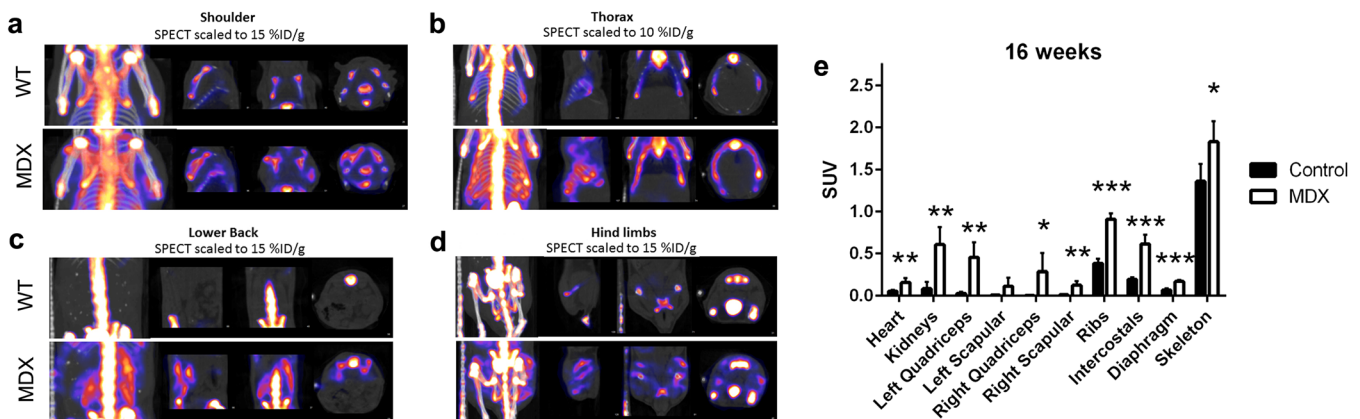 a
Shoulder
SPECT scaled to 15 %ID/g
WT
MDX
b
Thorax
SPECT scaled to 10 %ID/g
c
Lower Back
SPECT scaled to 15 %ID/g
WT
MDX
d
Hind limbs
SPECT scaled to 15 %ID/g
e
16 weeks
SUV
2.5
2.0
1.5
1.0
0.5
0.0
** ** ** * ** *** *** *** *
Heart
Kidneys
Left Quadriceps
Left Scapular
Right Quadriceps
Right Scapular
Ribs
Intercostals
Diaphragm
Skeleton
Control
MDX